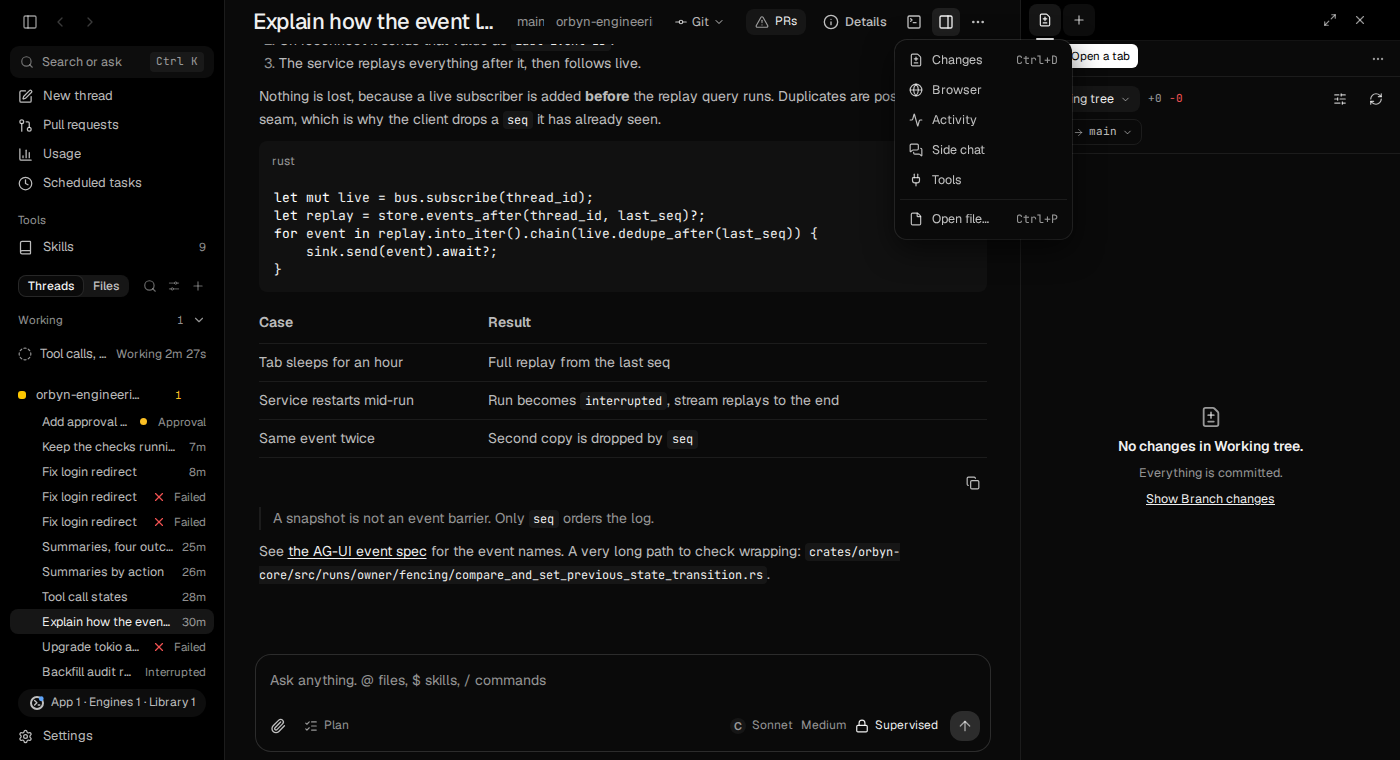 Search or ask Ctrl K
New thread
Pull requests
Usage
Scheduled tasks
Tools
Skills 9
Threads Files
Working 1
Tool calls, ... Working 2m 27s
orbyn-engineeri... 1
Add approval ... Approval
Keep the checks runni... 7m
Fix login redirect 8m
Fix login redirect Failed
Fix login redirect Failed
Summaries, four outc... 25m
Summaries by action 26m
Tool call states 28m
Explain how the even... 30m
Upgrade tokio a... Failed
Backfill audit r... Interrupted
App 1 · Engines 1 · Library 1
Settings
Explain how the event l... main orbyn-engineeri Git PRs Details
3. The service replays everything after it, then follows live.
Nothing is lost, because a live subscriber is added before the replay query runs. Duplicates are pos
seam, which is why the client drops a seq it has already seen.
rust
let mut live = bus.subscribe(thread_id);
let replay = store.events_after(thread_id, last_seq)?;
for event in replay.into_iter().chain(live.dedupe_after(last_seq)) {
sink.send(event).await?;
}
Case Result
Tab sleeps for an hour Full replay from the last seq
Service restarts mid-run Run becomes interrupted, stream replays to the end
Same event twice Second copy is dropped by seq
A snapshot is not an event barrier. Only seq orders the log.
See the AG-UI event spec for the event names. A very long path to check wrapping: crates/orbyn-
core/src/runs/owner/fencing/compare_and_set_previous_state_transition.rs.
Ask anything. @ files, $ skills, / commands
Plan C Sonnet Medium Supervised
Changes Ctrl+D
Browser
Activity
Side chat
Tools
Open file... Ctrl+P
Open a tab
ng tree +0 -0
→ main
No changes in Working tree.
Everything is committed.
Show Branch changes